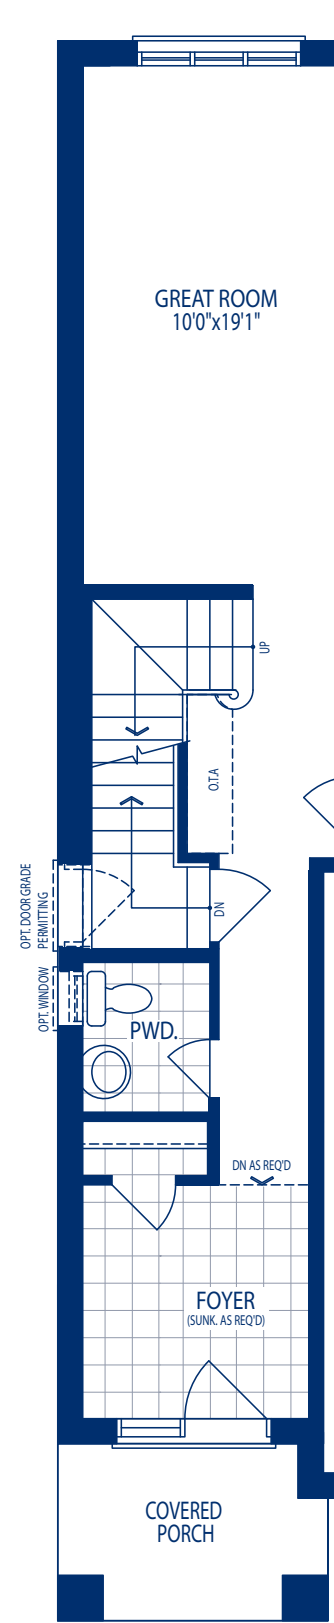 GREAT ROOM
10'0"x19'1"
UP
O.T.A
DN
OPT. DOOR GRADE
PERMITTING
OPT. WINDOW
PWD.
DN AS REQ'D
FOYER
(SUNK. AS REQ'D)
COVERED
PORCH